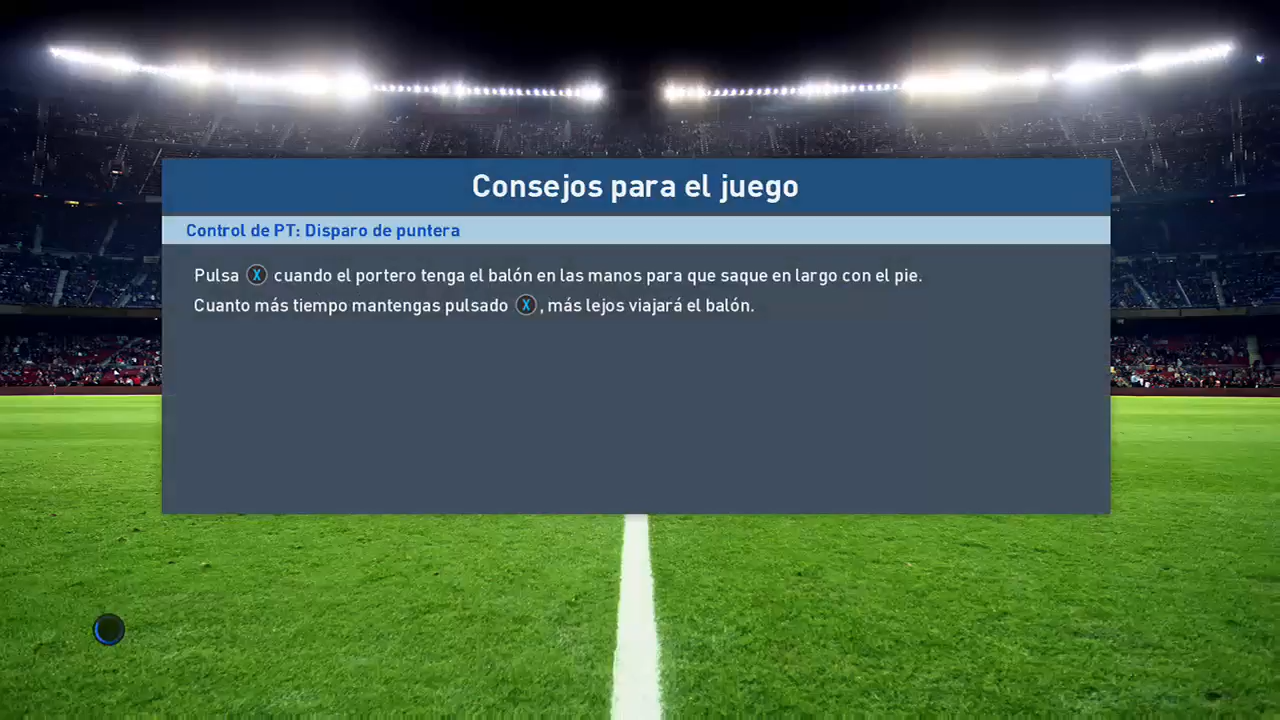 Consejos para el juego
Control de PT: Disparo de puntera
Pulsa X cuando el portero tenga el balón en las manos para que saque en largo con el pie.
Cuanto más tiempo mantengas pulsado X, más lejos viajará el balón.